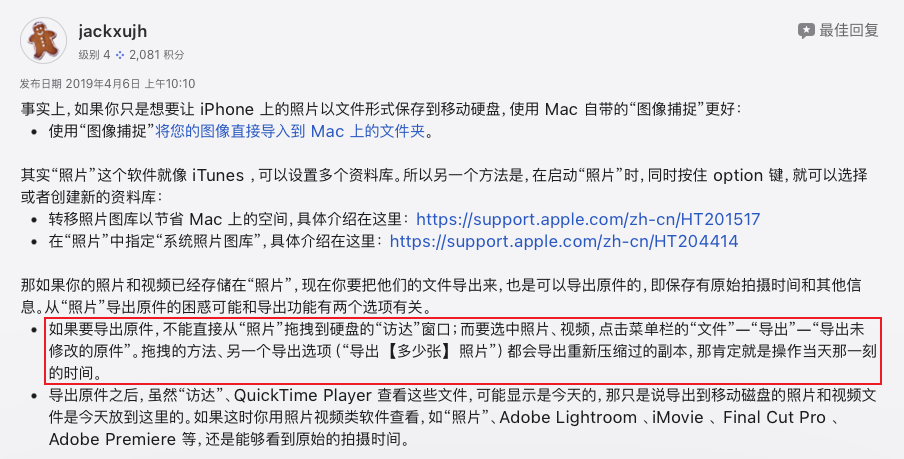 jackxujh
最佳回复
级别 4 2,081 积分
发布日期 2019年4月6日 上午10:10
事实上，如果你只是想要让 iPhone 上的照片以文件形式保存到移动硬盘，使用 Mac 自带的“图像捕捉”更好：
• 使用“图像捕捉”将您的图像直接导入到 Mac 上的文件夹。
其实“照片”这个软件就像 iTunes ，可以设置多个资料库。所以另一个方法是，在启动“照片”时，同时按住 option 键，就可以选择
或者创建新的资料库：
• 转移照片图库以节省 Mac 上的空间，具体介绍在这里： https://support.apple.com/zh-cn/HT201517
• 在“照片”中指定“系统照片图库”，具体介绍在这里： https://support.apple.com/zh-cn/HT204414
那如果你的照片和视频已经存储在“照片”，现在你要把他们的文件导出来，也是可以导出原件的，即保存有原始拍摄时间和其他信
息。从“照片”导出原件的困惑可能和导出功能有两个选项有关。
• 如果要导出原件，不能直接从“照片”拖拽到硬盘的“访达”窗口；而要选中照片、视频，点击菜单栏的“文件”—“导出”—“导出未
修改的原件”。拖拽的方法、另一个导出选项（“导出【多少张】照片”）都会导出重新压缩过的副本，那肯定就是操作当天那一刻
的时间。
• 导出原件之后，虽然“访达”、QuickTime Player 查看这些文件，可能显示是今天的，那只是说导出到移动磁盘的照片和视频文
件是今天放到这里的。如果这时你用照片视频类软件查看，如“照片”、Adobe Lightroom 、iMovie 、Final Cut Pro 、
Adobe Premiere 等，还是能够看到原始的拍摄时间。